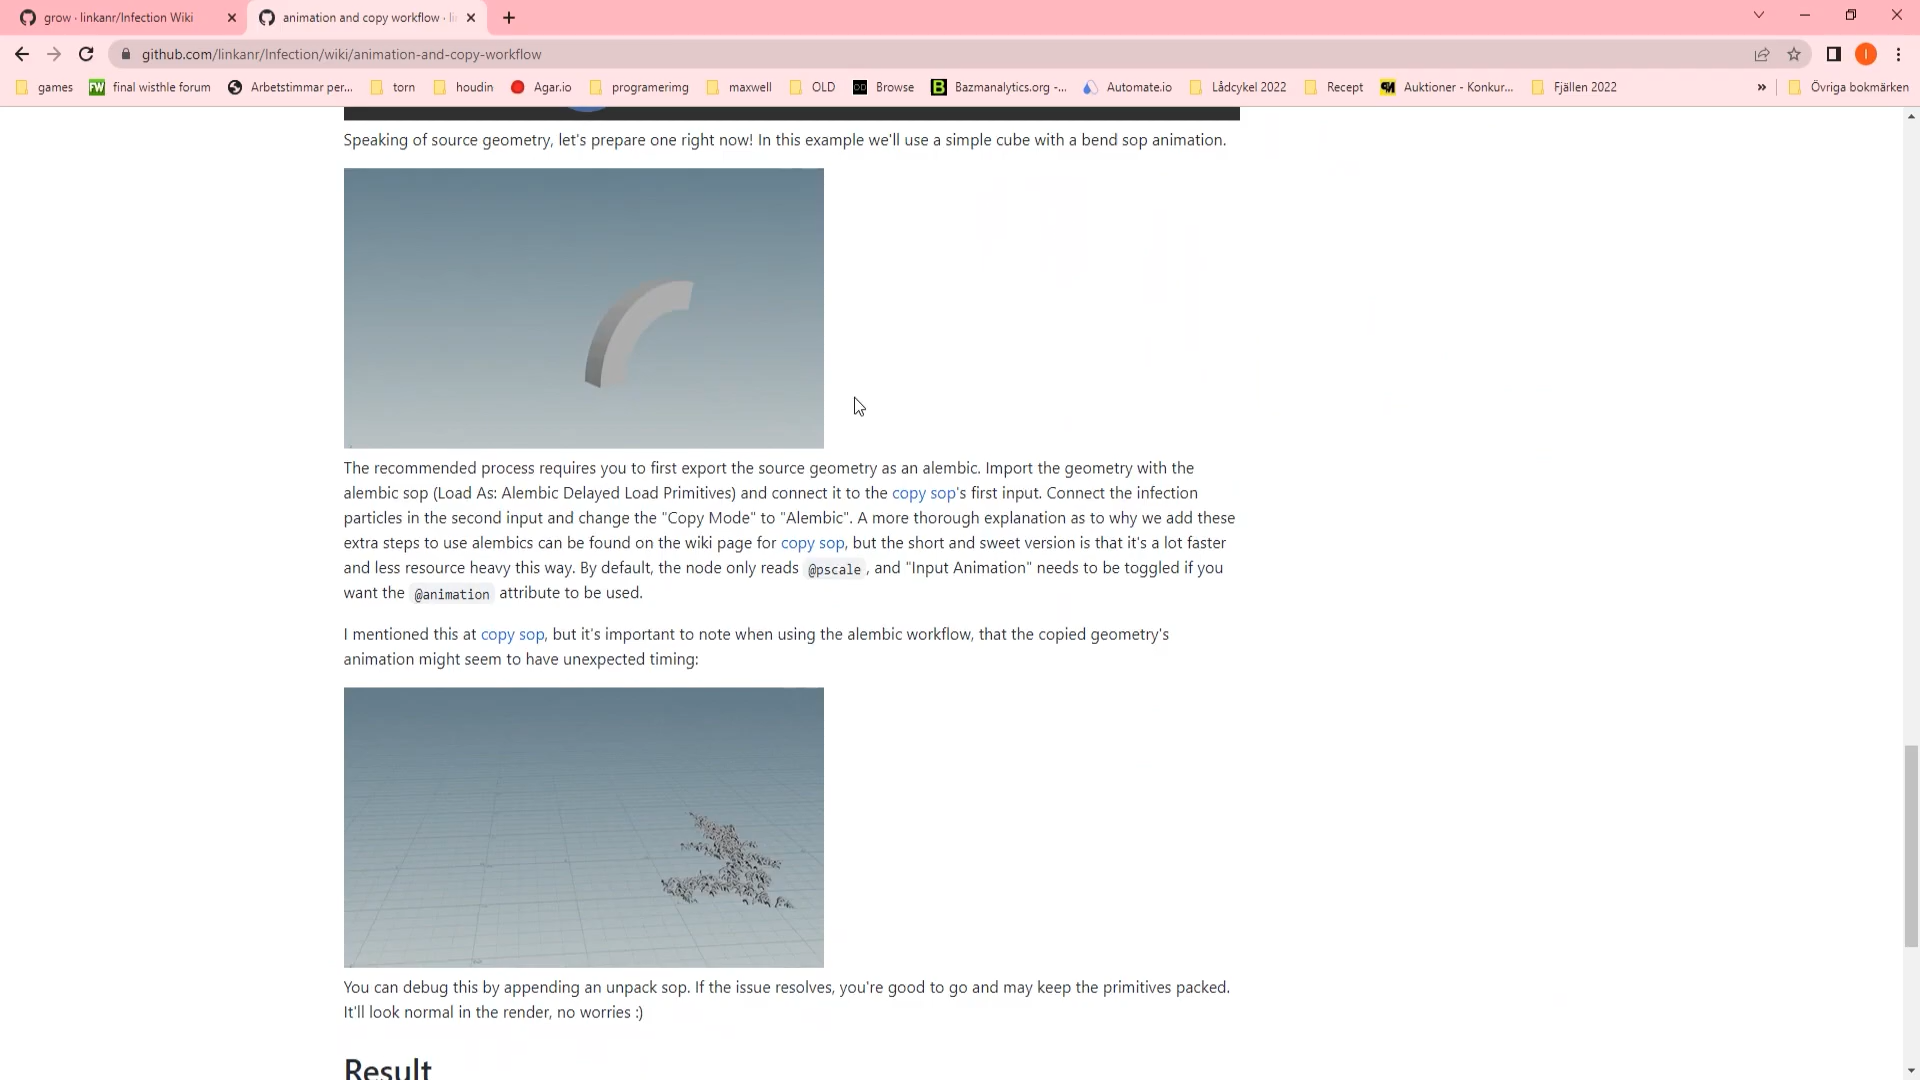 grow · linkanr/Infection Wiki
animation and copy workflow · li
github.com/linkanr/Infection/wiki/animation-and-copy-workflow
I
games
final wisthle forum
Arbetstimmar per...
torn
houdin
Agar.io
programerimg
maxwell
OLD
Browse
Bazmanalytics.org -...
Automate.io
Lådcykel 2022
Recept
Auktioner - Konkur...
Fjällen 2022
»
Övriga bokmärken
Speaking of source geometry, let's prepare one right now! In this example we'll use a simple cube with a bend sop animation.
The recommended process requires you to first export the source geometry as an alembic. Import the geometry with the
alembic sop (Load As: Alembic Delayed Load Primitives) and connect it to the copy sop's first input. Connect the infection
particles in the second input and change the "Copy Mode" to "Alembic". A more thorough explanation as to why we add these
extra steps to use alembics can be found on the wiki page for copy sop, but the short and sweet version is that it's a lot faster
and less resource heavy this way. By default, the node only reads @pscale, and "Input Animation" needs to be toggled if you
want the @animation attribute to be used.
I mentioned this at copy sop, but it's important to note when using the alembic workflow, that the copied geometry's
animation might seem to have unexpected timing:
You can debug this by appending an unpack sop. If the issue resolves, you're good to go and may keep the primitives packed.
It'll look normal in the render, no worries :)
Result